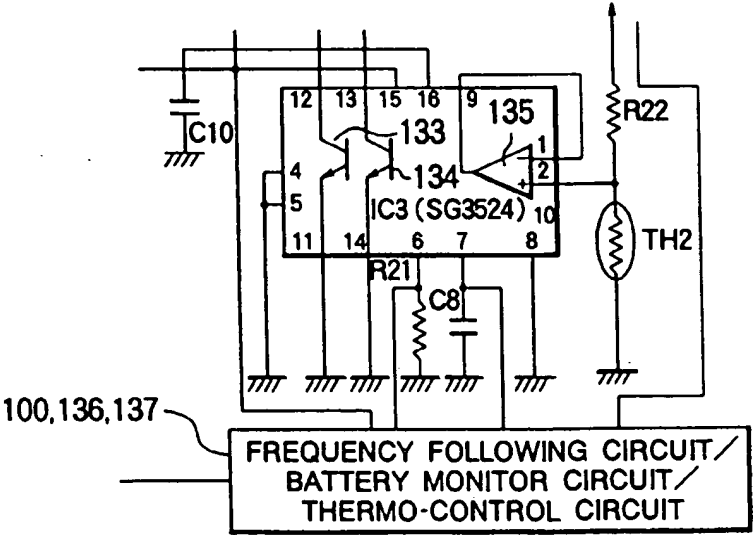 12 13 15 16 9
R22
C10
133
135
1
2
4
134
5
IC3 (SG3524)
10
TH2
11 14 6 7 8
R21
C8
100,136,137
FREQUENCY FOLLOWING CIRCUIT/
BATTERY MONITOR CIRCUIT/
THERMO-CONTROL CIRCUIT